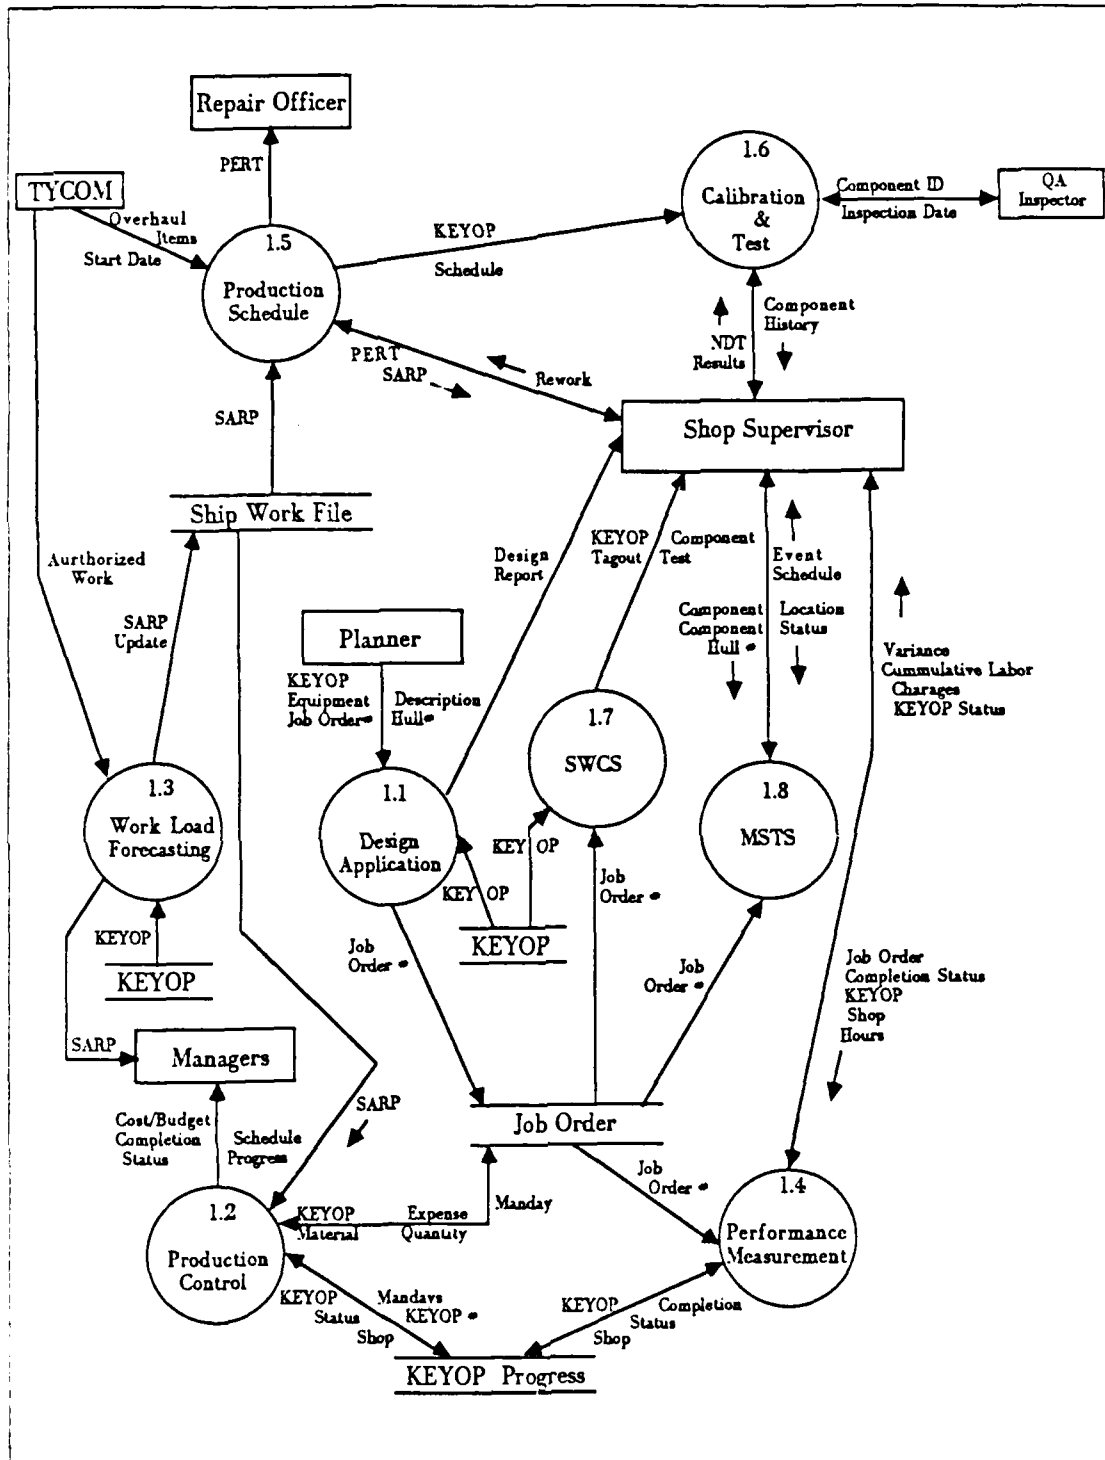 Repair Officer
PERT
TYCOM
Overhaul
Items
Start Date
1.5
Production
Schedule
KEYOP
Schedule
1.6
Calibration
&
Test
Component ID
Inspection Date
QA
Inspector
Component
History
NDT
Results
PERT
SARP
Rework
SARP
Shop Supervisor
Ship Work File
Aurthorized
Work
SARP
Update
Design
Report
KEYOP
Tagout
Component
Test
Event
Schedule
Component
Component
Hull #
Location
Status
Variance
Cummulative Labor
Charages
KEYOP Status
Planner
KEYOP
Equipment
Job Order#
Description
Hull#
1.7
SWCS
1.8
MSTS
1.3
Work Load
Forecasting
1.1
Design
Application
KEYOP
KEYOP
KEYOP
KEYOP
KEYOP
Job
Order #
Job
Order #
Job
Order #
Job Order
Completion Status
KEYOP
Shop
Hours
SARP
Managers
Cost/Budget
Completion
Status
Schedule
Progress
SARP
Job Order
Job
Order #
1.4
Performance
Measurement
1.2
Production
Control
KEYOP
Material
Expense
Quantity
Manday
KEYOP
Status
Shop
Mandays
KEYOP #
KEYOP
Status
Shop
Completion
KEYOP Progress